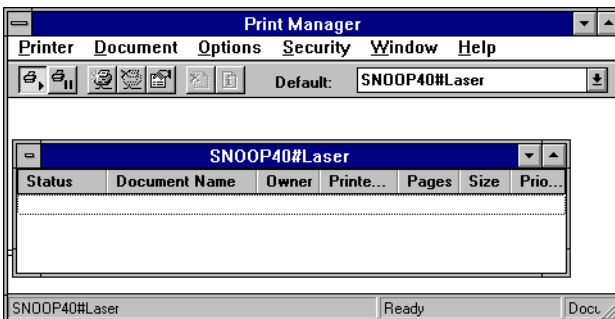 Print Manager
Printer Document Options Security Window Help
Default: SNOOP40#Laser
SNOOP40#Laser
Status Document Name Owner Printe... Pages Size Prio...
SNOOP40#Laser Ready